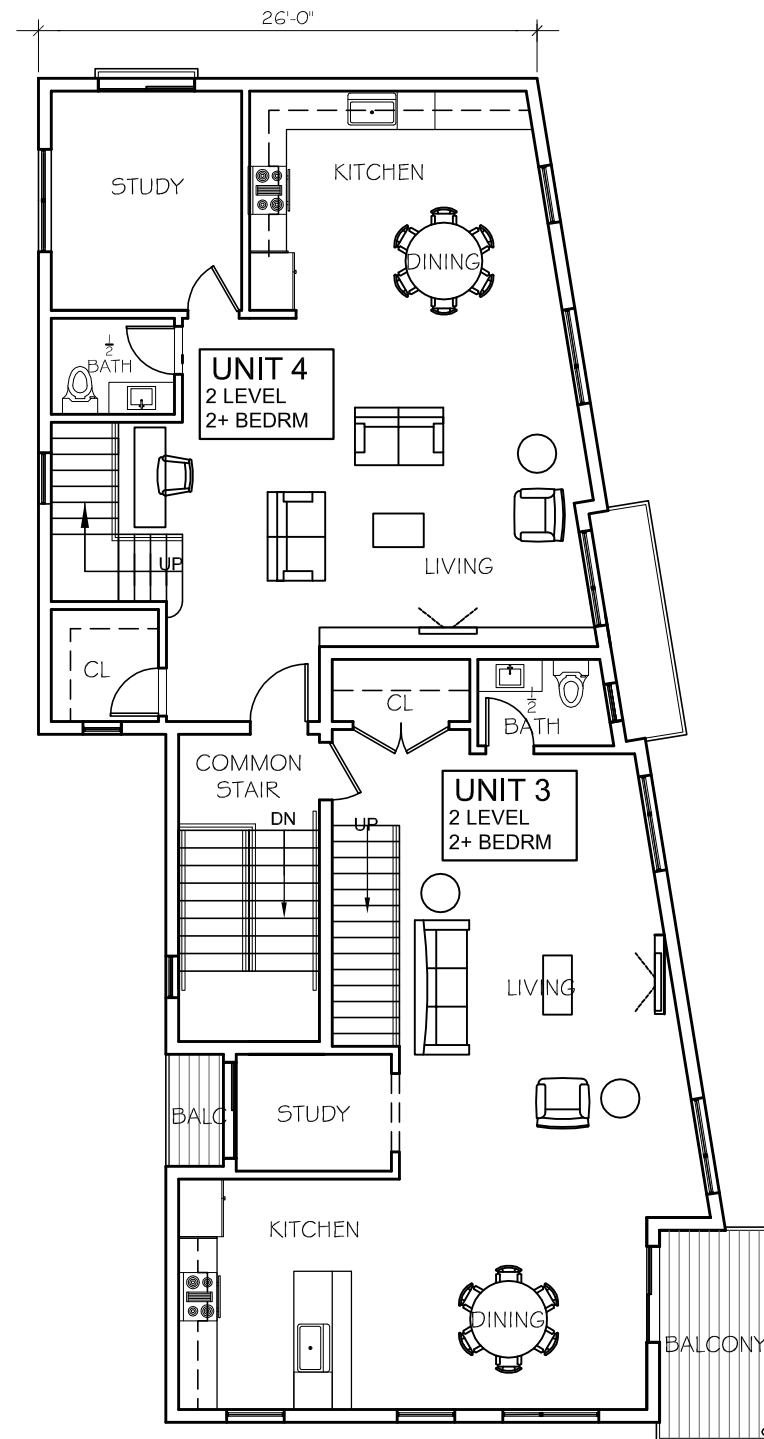 26'-0"
STUDY
KITCHEN
DINING
1/2
BATH
UNIT 4
2 LEVEL
2+ BEDRM
UP
LIVING
CL
CL
1/2
BATH
COMMON
STAIR
DN
UP
UNIT 3
2 LEVEL
2+ BEDRM
LIVING
BALC
STUDY
KITCHEN
DINING
BALCONY